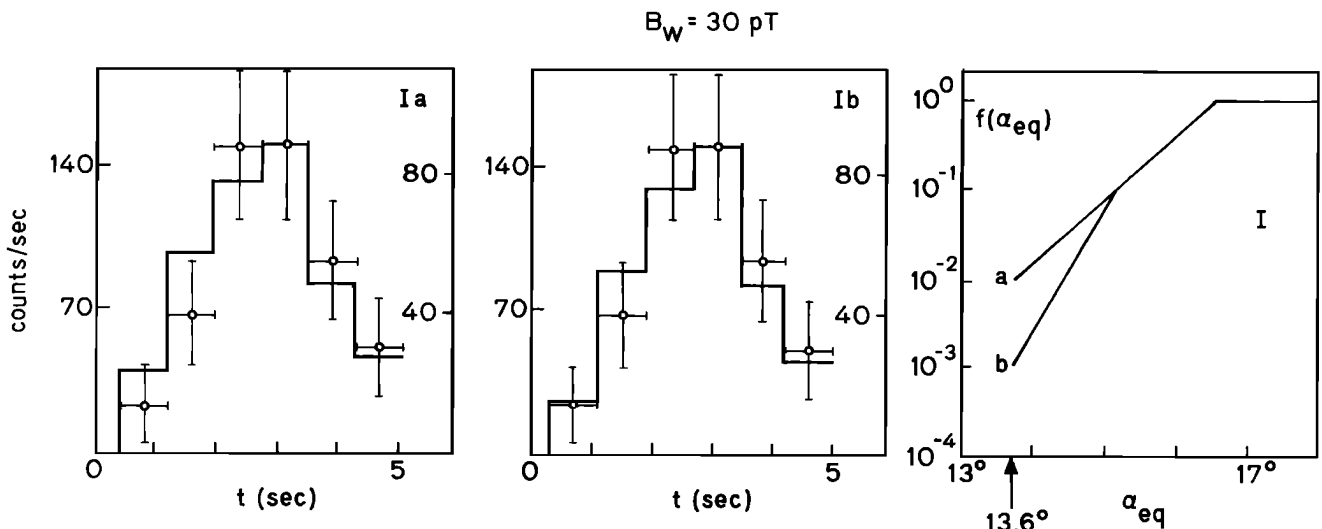 B_W = 30 pT
Ia
140
80
70
40
counts/sec
0
5
t (sec)
Ib
140
80
70
40
0
5
t (sec)
10^0
f(α_eq)
10^-1
I
10^-2
a
10^-3
b
10^-4
13°
17°
13.6°
α_eq